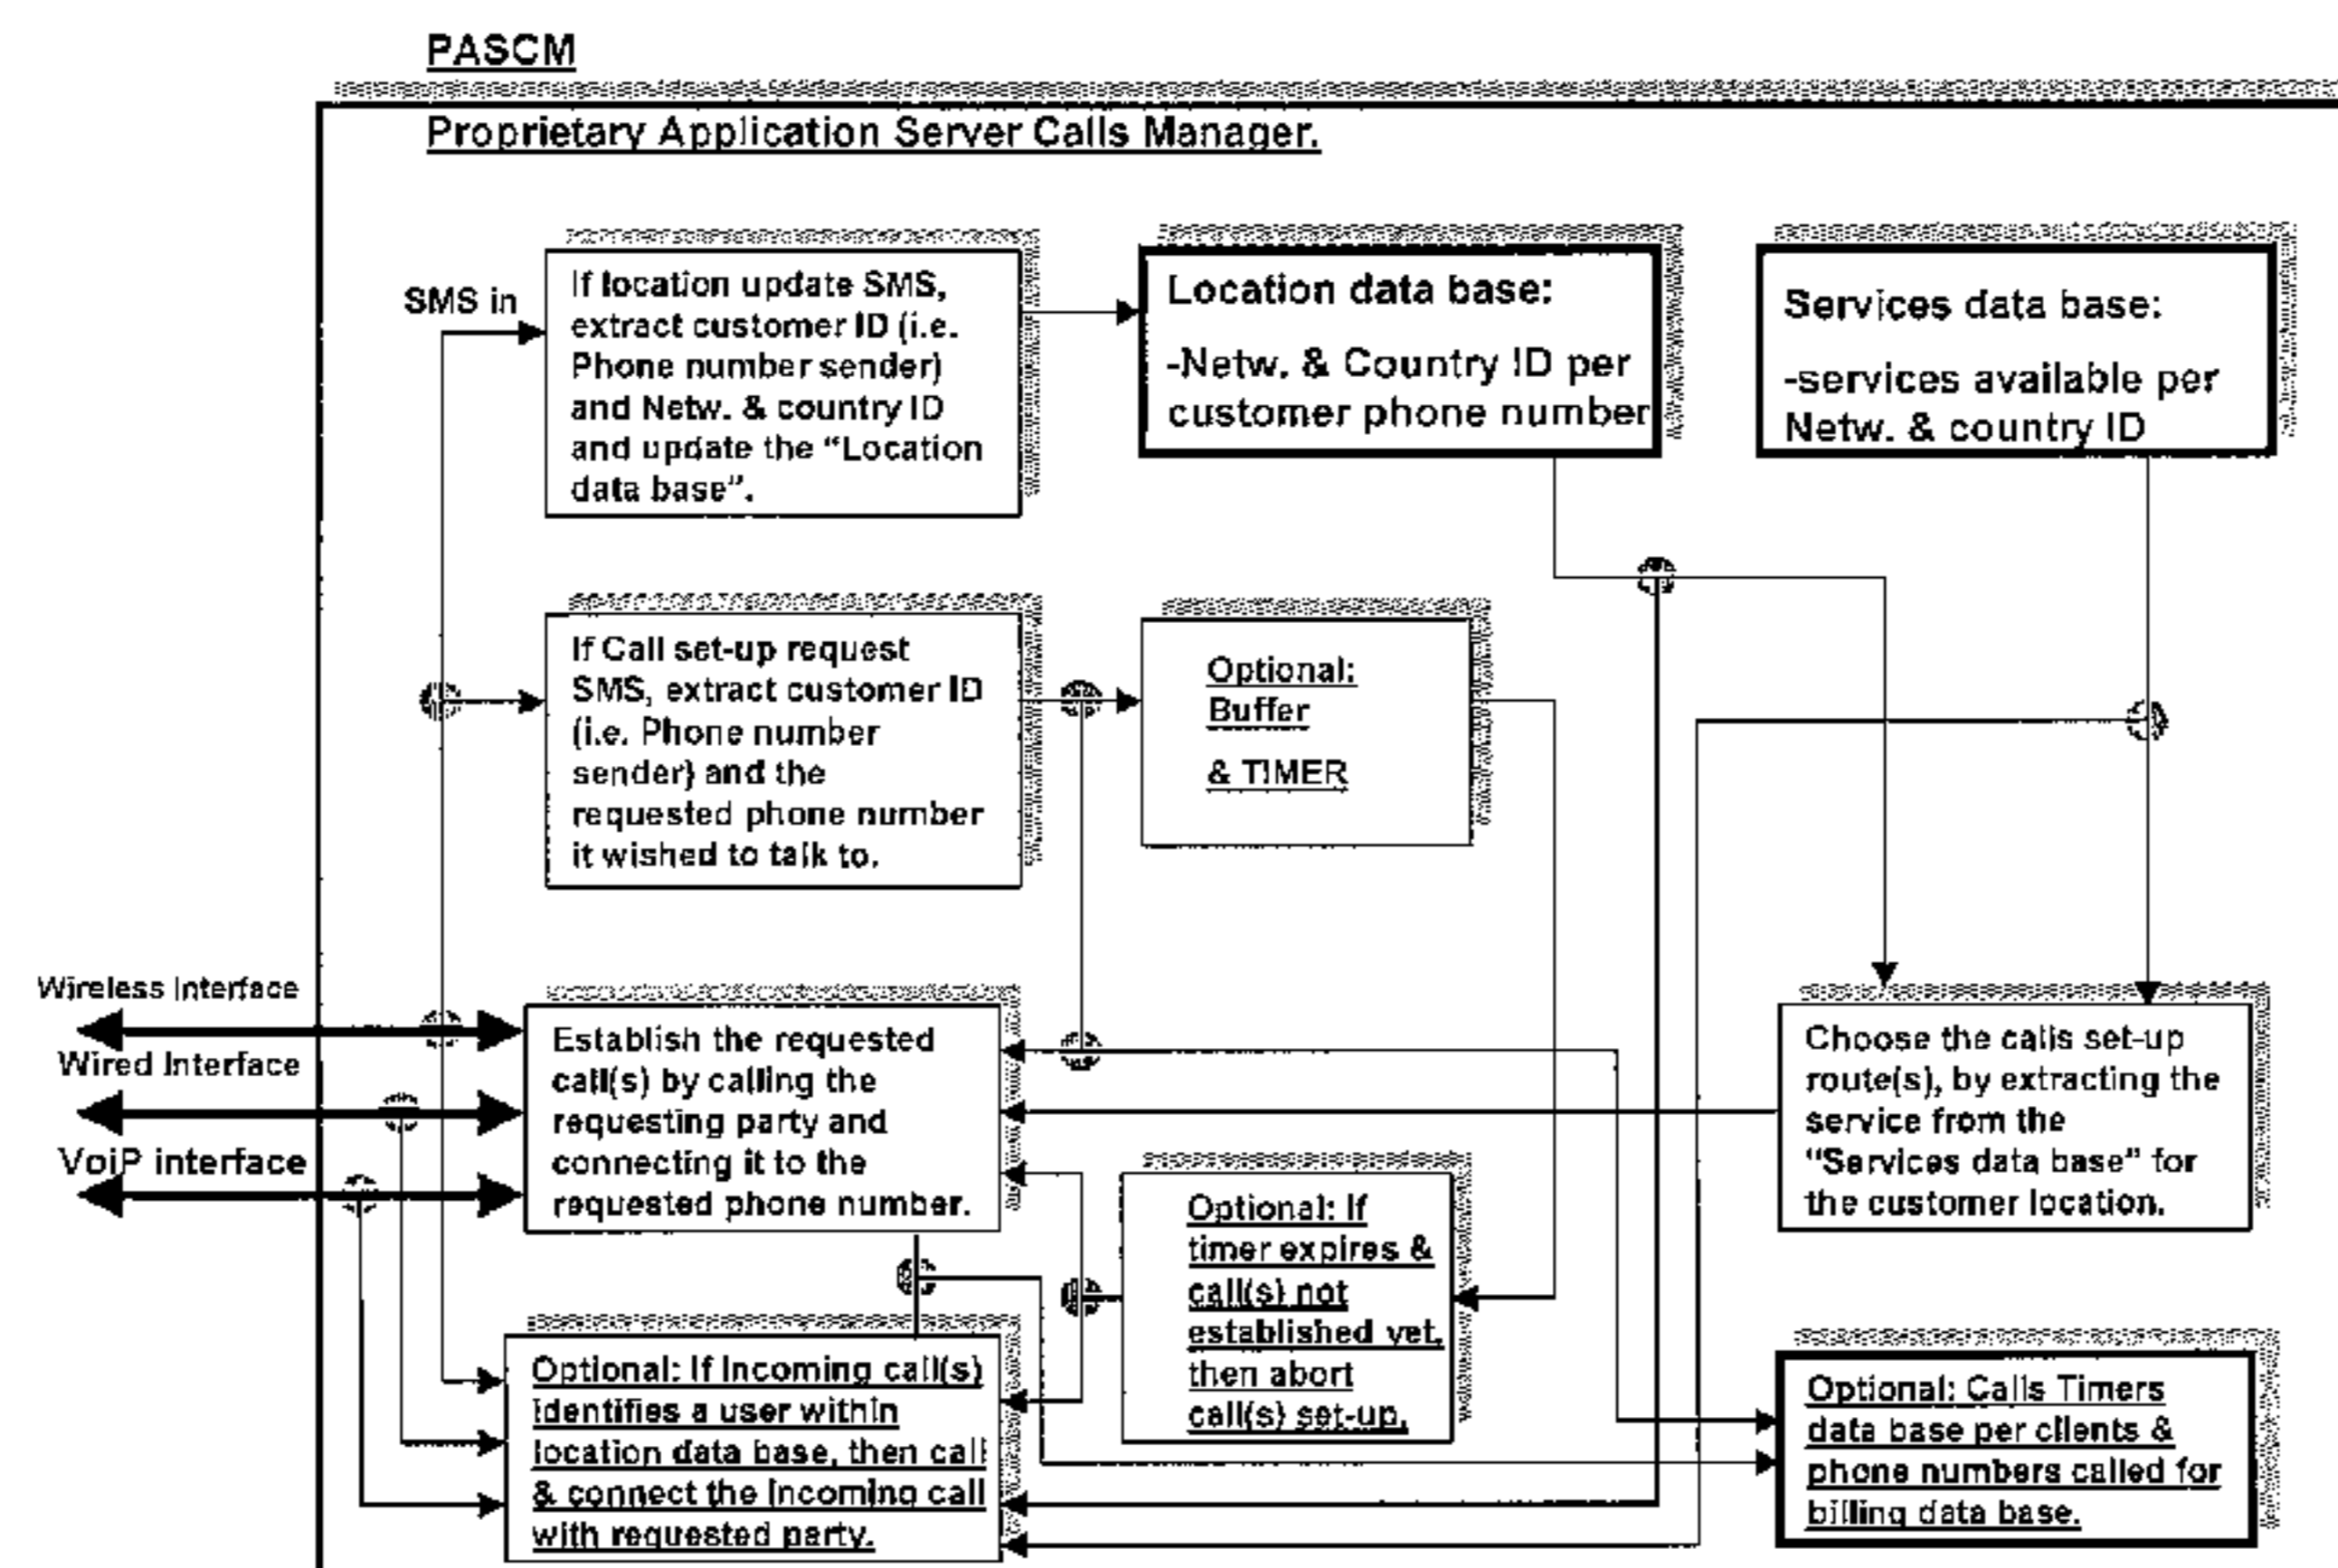 PASCM
Proprietary Application Server Calls Manager.
SMS in
If location update SMS,
extract customer ID (i.e.
Phone number sender)
and Netw. & country ID
and update the “Location
data base”.
Location data base:
-Netw. & Country ID per
customer phone number
Services data base:
-services available per
Netw. & country ID
If Call set-up request
SMS, extract customer ID
(i.e. Phone number
sender) and the
requested phone number
it wished to talk to.
Optional:
Buffer
& TIMER
Wireless Interface
Wired Interface
VoiP interface
Establish the requested
call(s) by calling the
requesting party and
connecting it to the
requested phone number.
Choose the calls set-up
route(s), by extracting the
service from the
“Services data base” for
the customer location.
Optional: If
timer expires &
call(s) not
established yet,
then abort
call(s) set-up.
Optional: If Incoming call(s)
identifies a user within
location data base, then call
& connect the incoming call
with requested party.
Optional: Calls Timers
data base per clients &
phone numbers called for
billing data base.